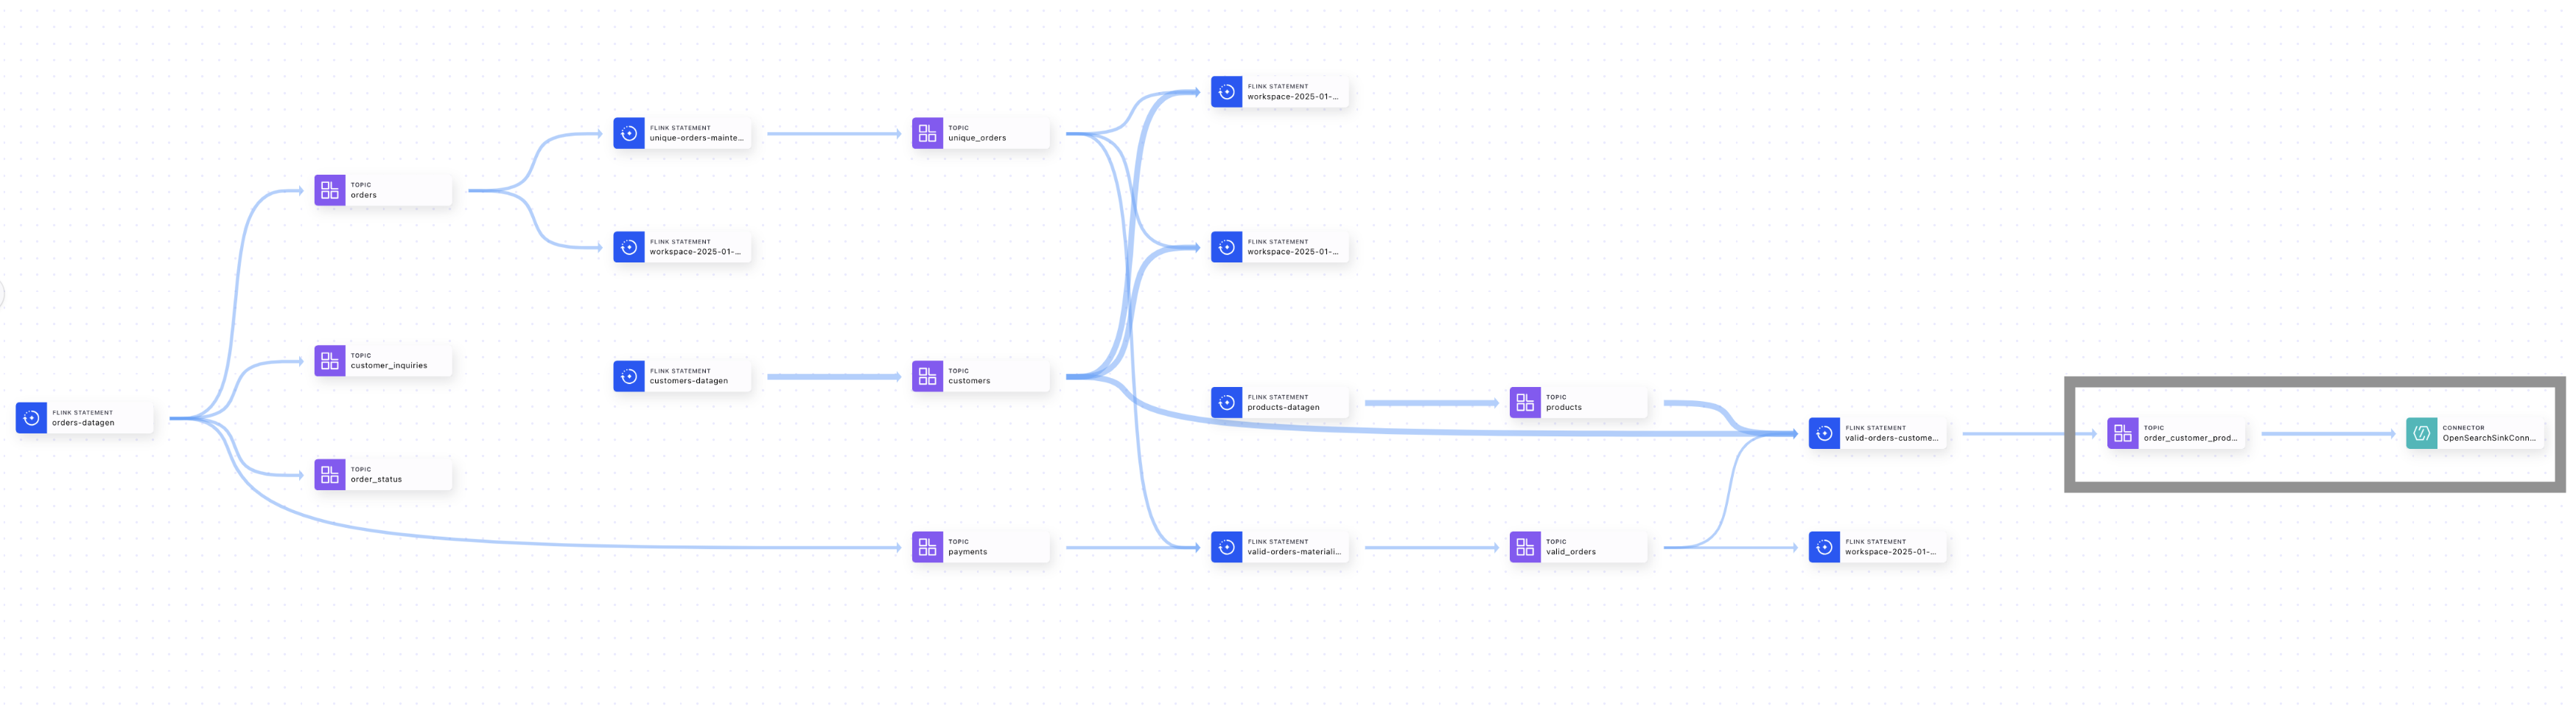 FLINK STATEMENT
workspace-2025-01-...
FLINK STATEMENT
unique-orders-mainte...
TOPIC
unique_orders
TOPIC
orders
FLINK STATEMENT
workspace-2025-01-...
FLINK STATEMENT
workspace-2025-01-...
TOPIC
customer_inquiries
FLINK STATEMENT
customers-datagen
TOPIC
customers
FLINK STATEMENT
products-datagen
TOPIC
products
FLINK STATEMENT
orders-datagen
FLINK STATEMENT
valid-orders-custome...
TOPIC
order_customer_prod...
CONNECTOR
OpenSearchSinkConn...
TOPIC
order_status
TOPIC
payments
FLINK STATEMENT
valid-orders-materiali...
TOPIC
valid_orders
FLINK STATEMENT
workspace-2025-01-...